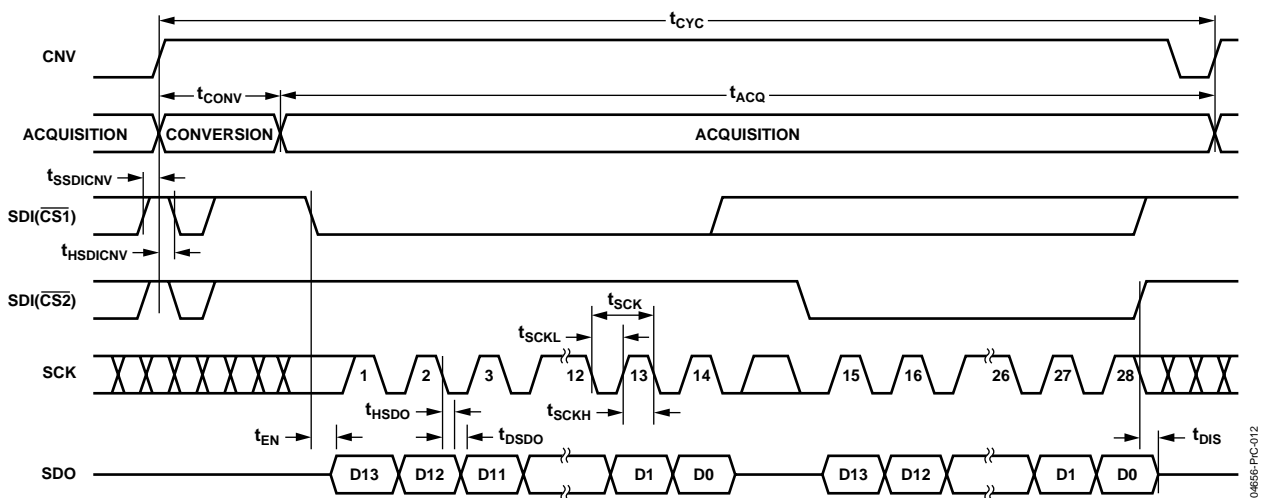 tCYC
CNV
tCONV
tACQ
ACQUISITION
CONVERSION
ACQUISITION
tSSDICNV
SDI(CS1)
tHSDICNV
SDI(CS2)
tSCK
tSCKL
SCK
1 2 3 12 13 14 15 16 26 27 28
tHSDO
tSCKH
tEN
tDSDO
tDIS
SDO
D13 D12 D11 D1 D0 D13 D12 D1 D0
04656-PrC-012